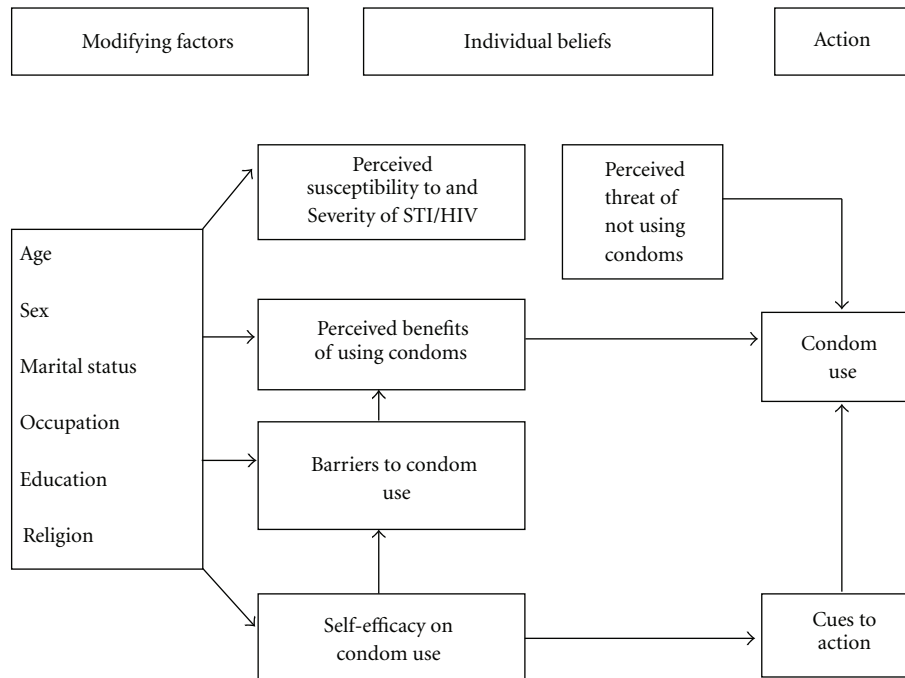 Modifying factors
Individual beliefs
Action
Perceived
susceptibility to and
Severity of STI/HIV
Perceived
threat of
not using
condoms
Age
Sex
Marital status
Occupation
Education
Religion
Perceived benefits
of using condoms
Condom
use
Barriers to condom
use
Self-efficacy on
condom use
Cues to
action